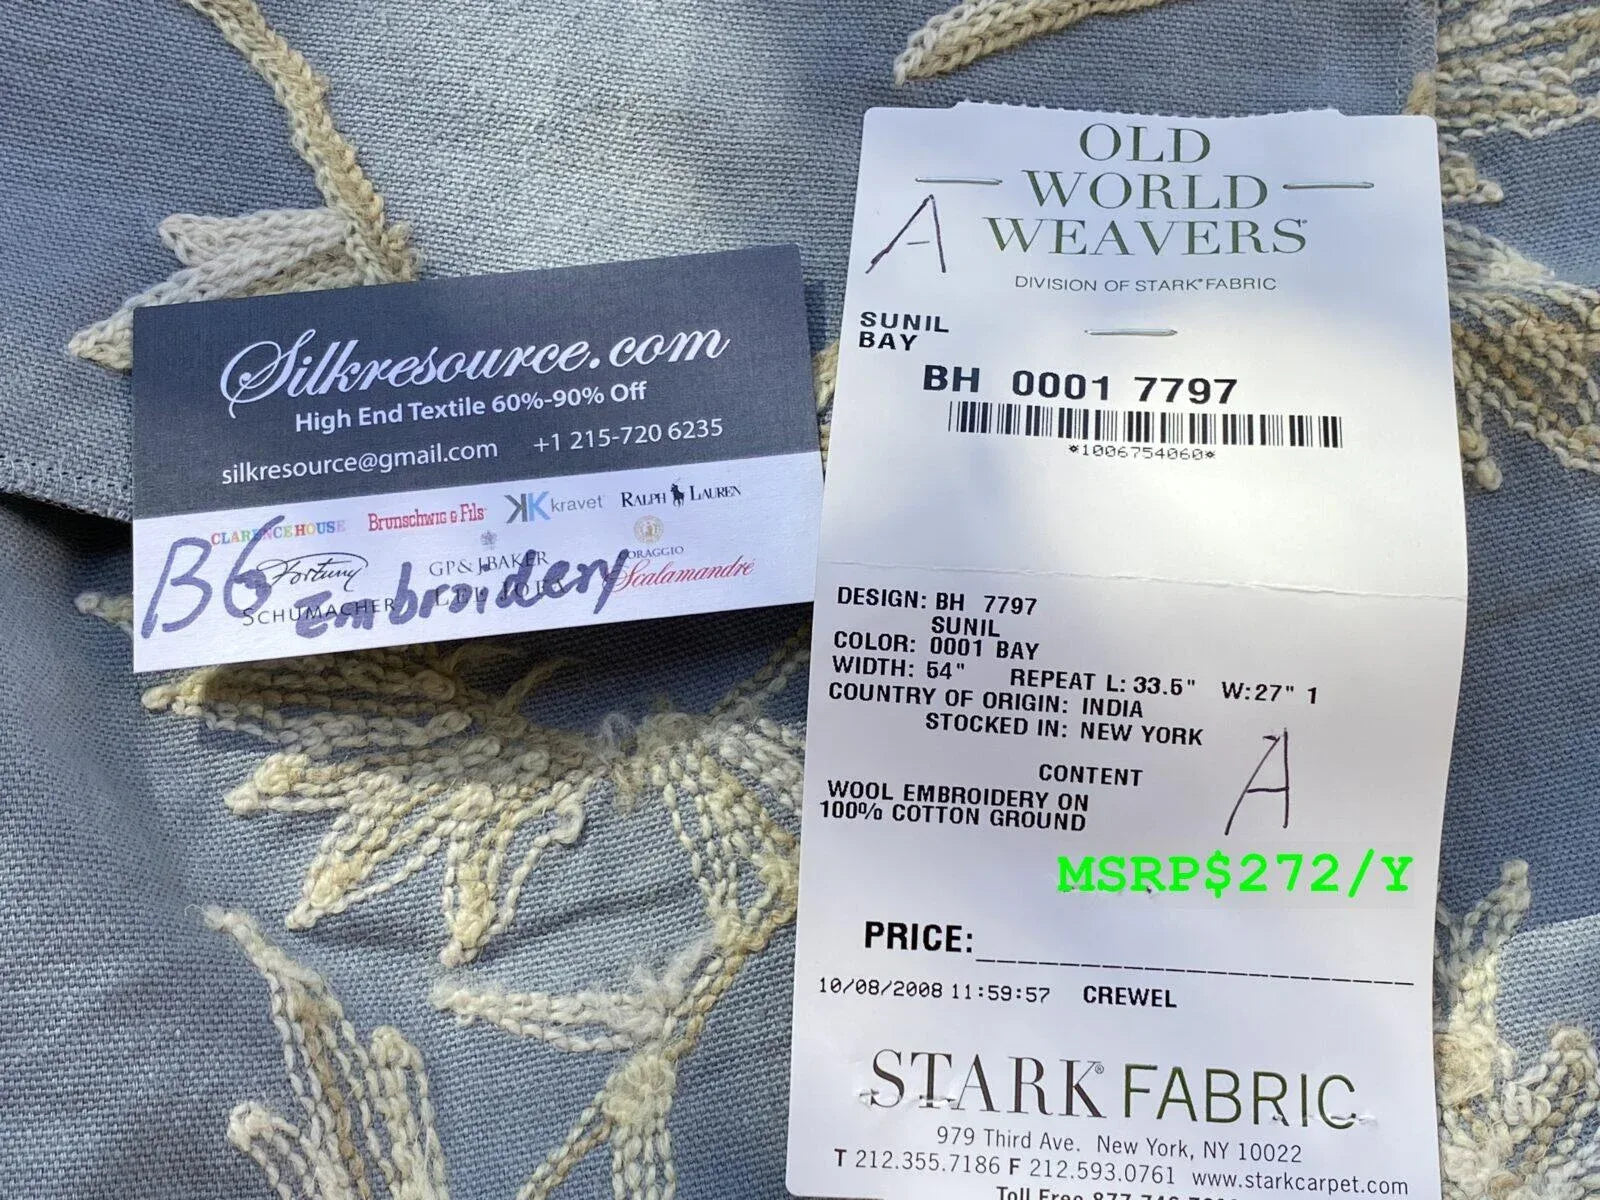 Silkresource.com
High End Textile 60%-90% Off
silkresource@gmail.com +1 215-720 6235
CLARENCE HOUSE Brunschwig & Fils kravet RALPH LAUREN
Fortuny GP & J BAKER Scalamandré
SCHUMACHER
B6 Embroidery
OLD
WORLD
WEAVERS
DIVISION OF STARK® FABRIC
A
SUNIL
BAY
BH 0001 7797
*1006754060*
DESIGN: BH 7797
SUNIL
COLOR: 0001 BAY
WIDTH: 54" REPEAT L: 33.5" W:27" 1
COUNTRY OF ORIGIN: INDIA
STOCKED IN: NEW YORK
A
CONTENT
WOOL EMBROIDERY ON
100% COTTON GROUND
MSRP$272/Y
PRICE:
10/08/2008 11:59:57 CREWEL
STARK® FABRIC
979 Third Ave. New York, NY 10022
T 212.355.7186 F 212.593.0761 www.starkcarpet.com
Toll Free